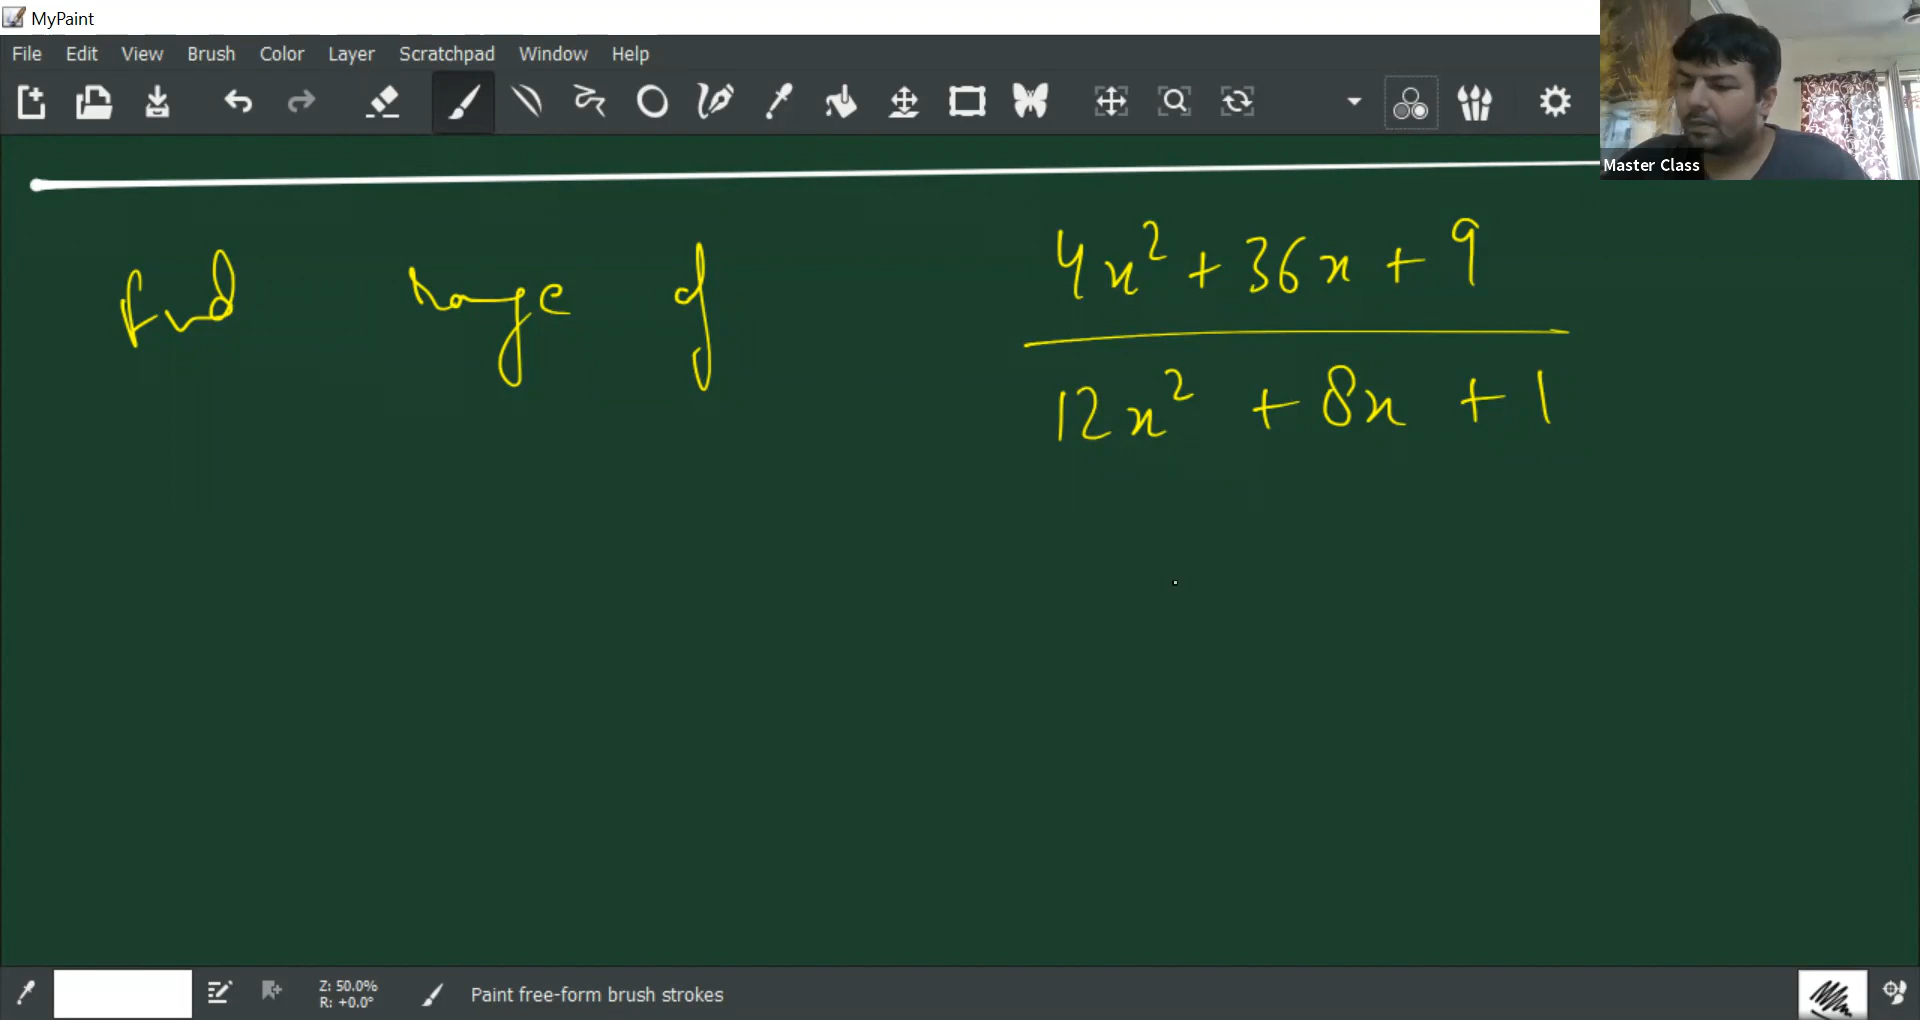 MyPaint
File Edit View Brush Color Layer Scratchpad Window Help
Master Class
find range of 4x² + 36x + 9
12x² + 8x + 1
Z: 50.0%
R: +0.0°
Paint free-form brush strokes